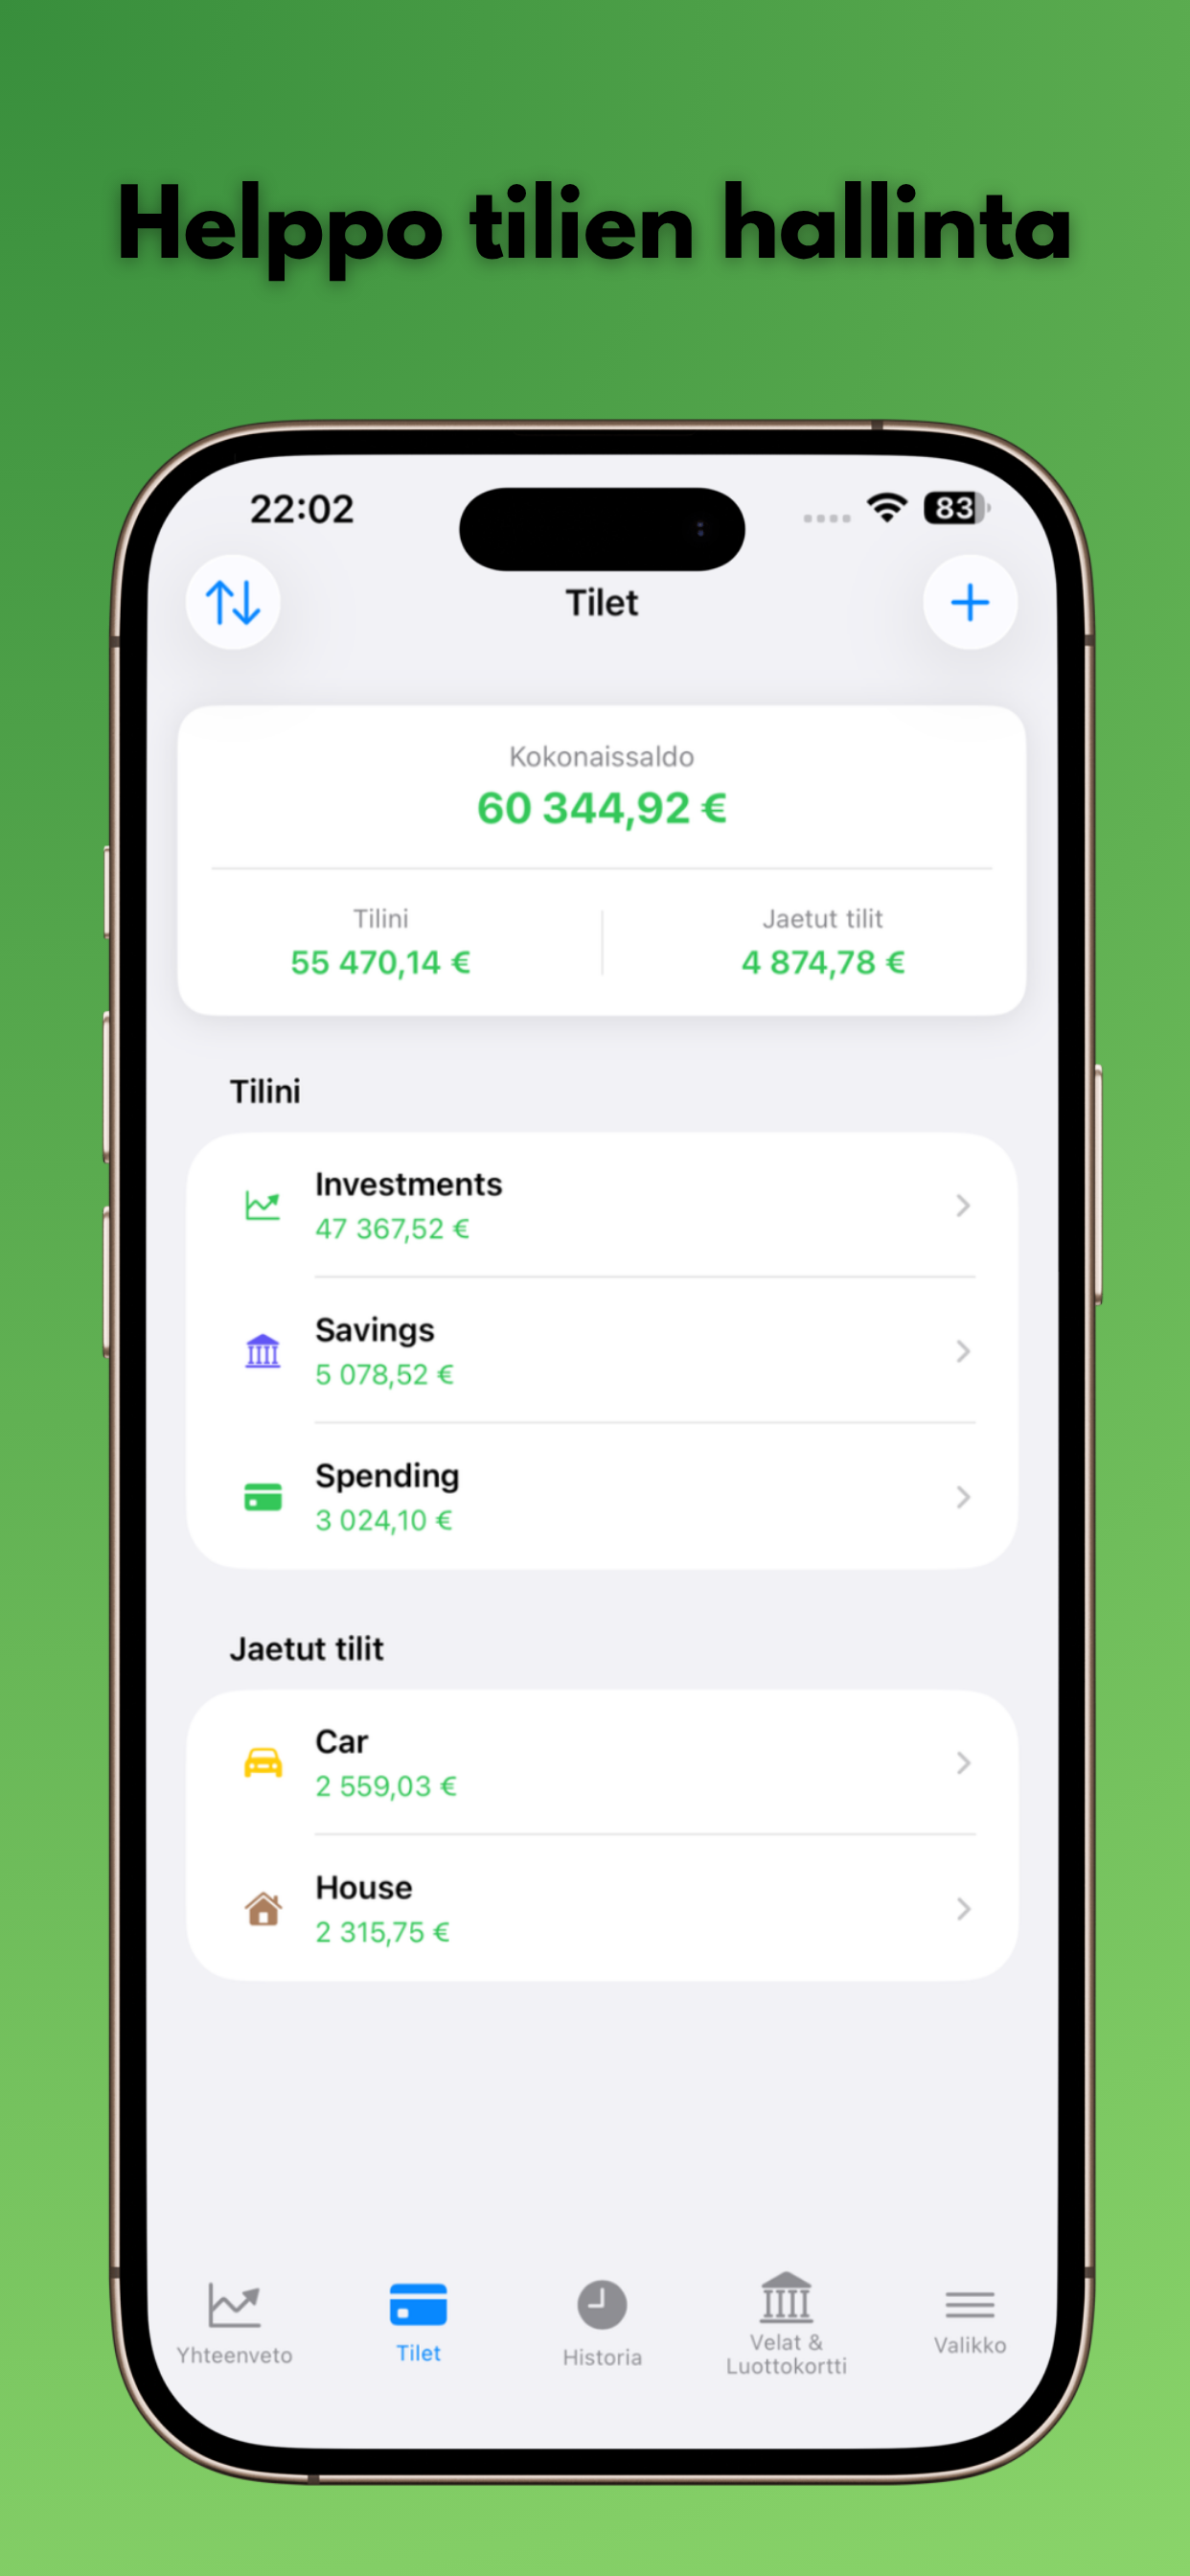 Helppo tilien hallinta
22:02
83
Tilet
Kokonaissaldo
60 344,92 €
Tilini
Jaetut tilit
55 470,14 €
4 874,78 €
Tilini
Investments
47 367,52 €
Savings
5 078,52 €
Spending
3 024,10 €
Jaetut tilit
Car
2 559,03 €
House
2 315,75 €
Yhteenveto
Tilet
Historia
Velat &
Luottokortti
Valikko